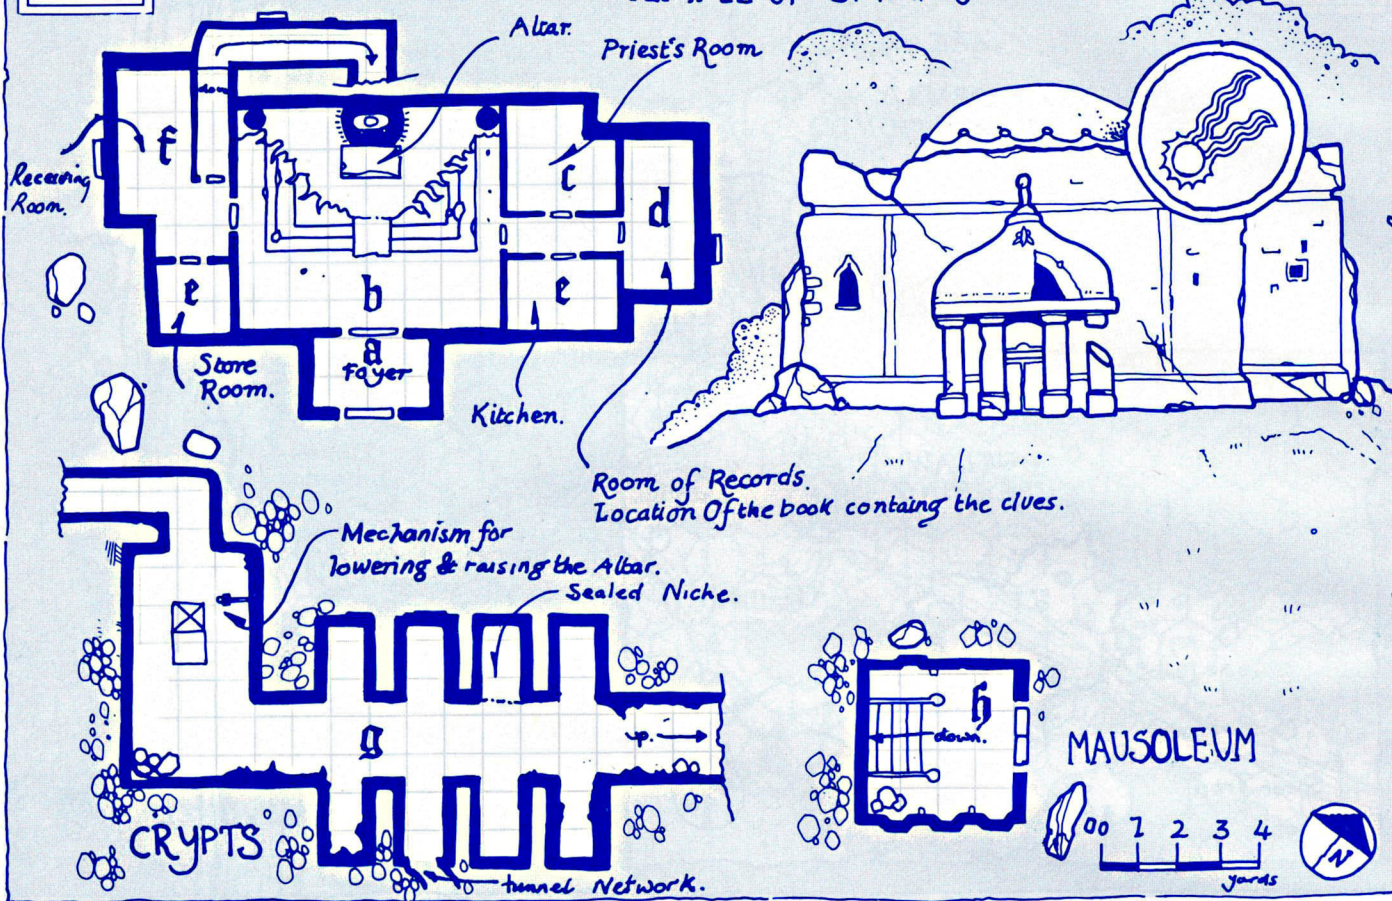 Altar.
Priest's Room
down
f
Receiving
Room.
c
d
e
b
e
a
Foyer
Store
Room.
Kitchen.
Room of Records.
Location Of the book containg the clues.
Mechanism for
lowering & raising the Altar.
Sealed Niche.
g
up.
h
down.
MAUSOLEUM
CRYPTS
tunnel Network.
0 1 2 3 4
yards
N